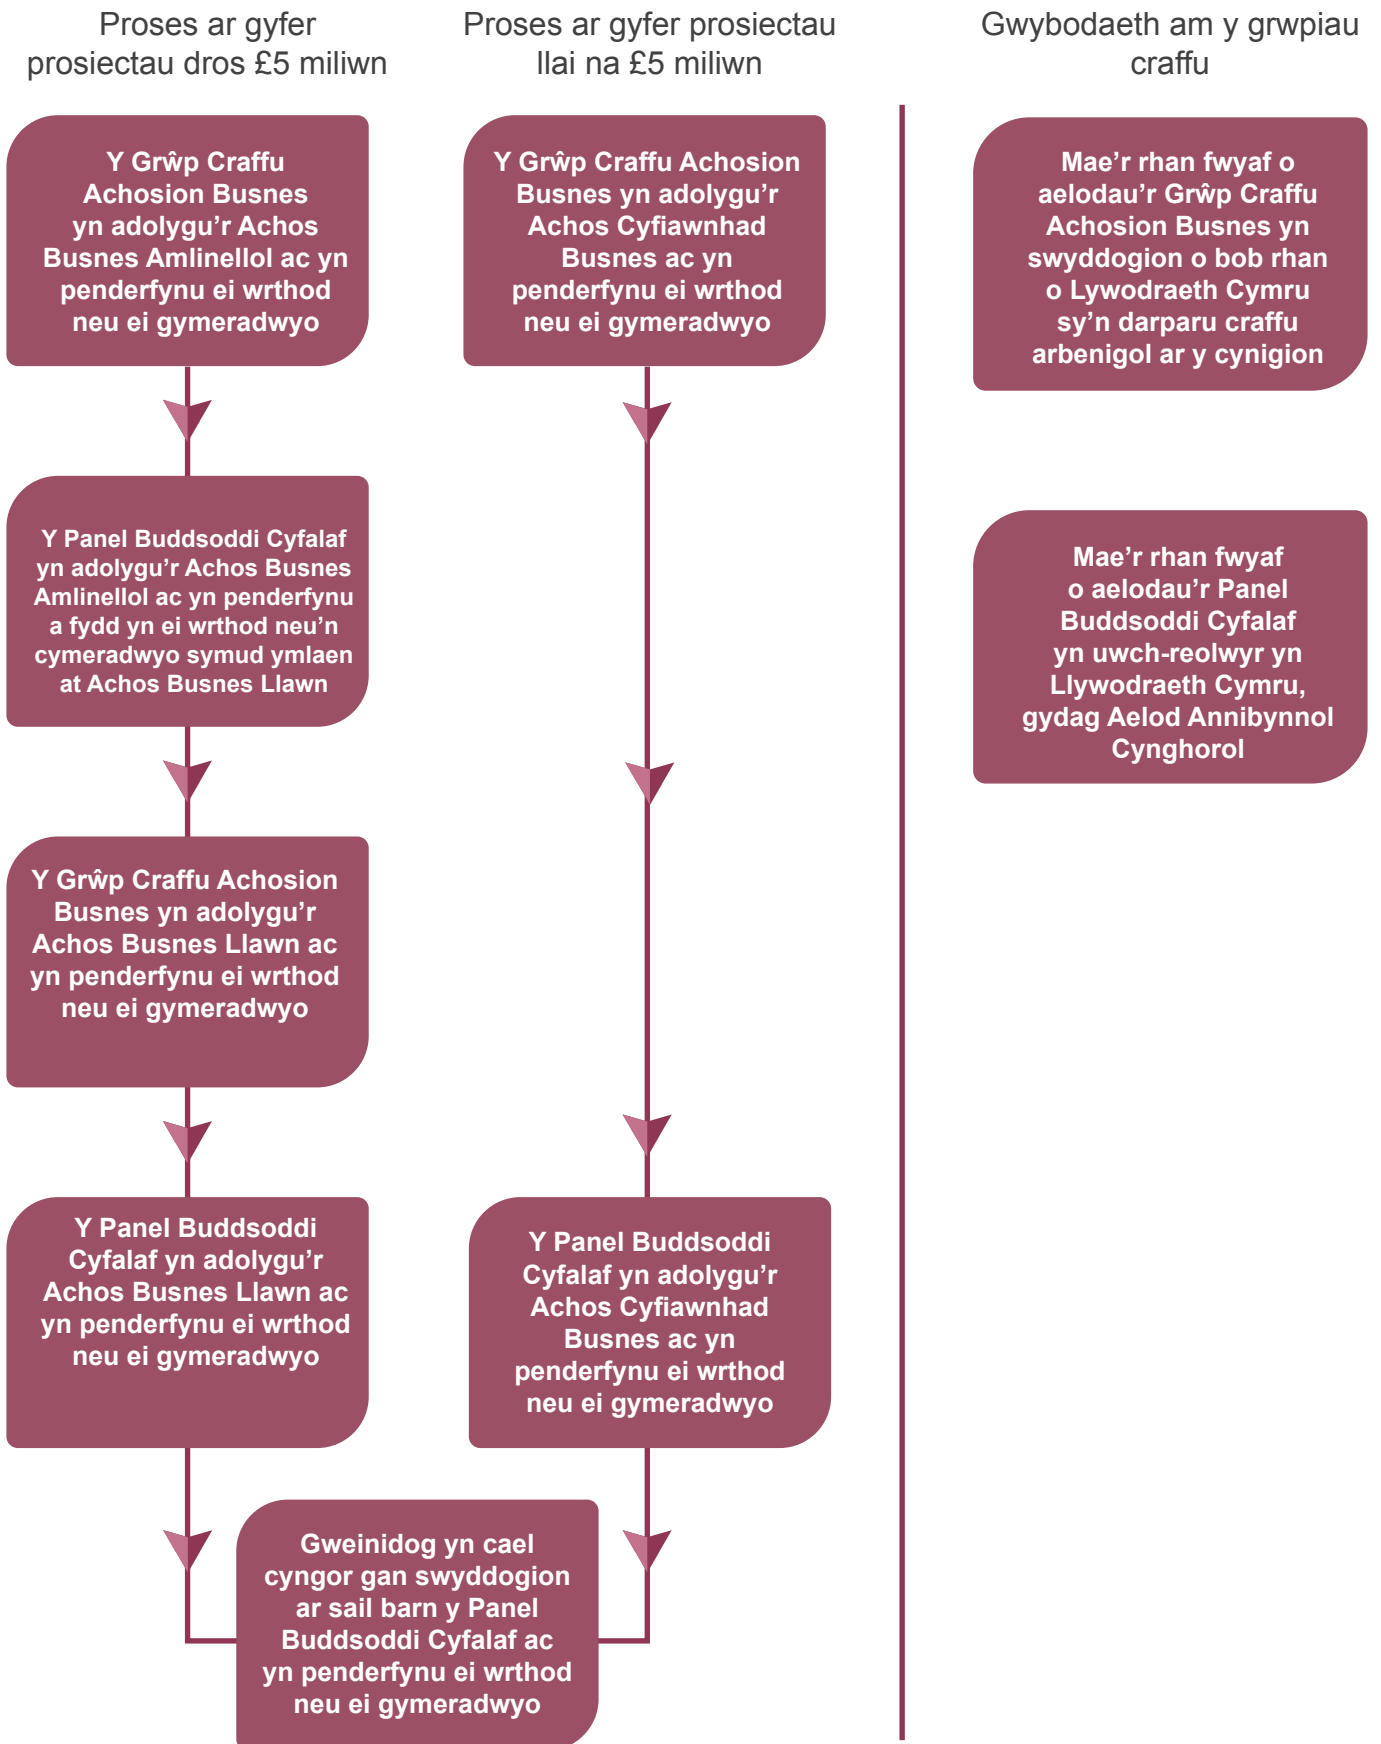 Proses ar gyfer
prosiectau dros £5 miliwn
Y Grŵp Craffu
Achosion Busnes
yn adolygu’r Achos
Busnes Amlinellol ac yn
penderfynu ei wrthod
neu ei gymeradwyo
Y Panel Buddsoddi Cyfalaf
yn adolygu’r Achos Busnes
Amlinellol ac yn penderfynu
a fydd yn ei wrthod neu’n
cymeradwyo symud ymlaen
at Achos Busnes Llawn
Y Grŵp Craffu Achosion
Busnes yn adolygu’r
Achos Busnes Llawn ac
yn penderfynu ei wrthod
neu ei gymeradwyo
Y Panel Buddsoddi
Cyfalaf yn adolygu’r
Achos Busnes Llawn ac
yn penderfynu ei wrthod
neu ei gymeradwyo
Proses ar gyfer prosiectau
llai na £5 miliwn
Y Grŵp Craffu Achosion
Busnes yn adolygu’r
Achos Cyfiawnhad
Busnes ac yn
penderfynu ei wrthod
neu ei gymeradwyo
Y Panel Buddsoddi
Cyfalaf yn adolygu’r
Achos Cyfiawnhad
Busnes ac yn
penderfynu ei wrthod
neu ei gymeradwyo
Gweinidog yn cael
cyngor gan swyddogion
ar sail barn y Panel
Buddsoddi Cyfalaf ac
yn penderfynu ei wrthod
neu ei gymeradwyo
Gwybodaeth am y grwpiau
craffu
Mae’r rhan fwyaf o
aelodau’r Grŵp Craffu
Achosion Busnes yn
swyddogion o bob rhan
o Lywodraeth Cymru
sy’n darparu craffu
arbenigol ar y cynigion
Mae’r rhan fwyaf
o aelodau’r Panel
Buddsoddi Cyfalaf
yn uwch-reolwyr yn
Llywodraeth Cymru,
gydag Aelod Annibynnol
Cynghorol